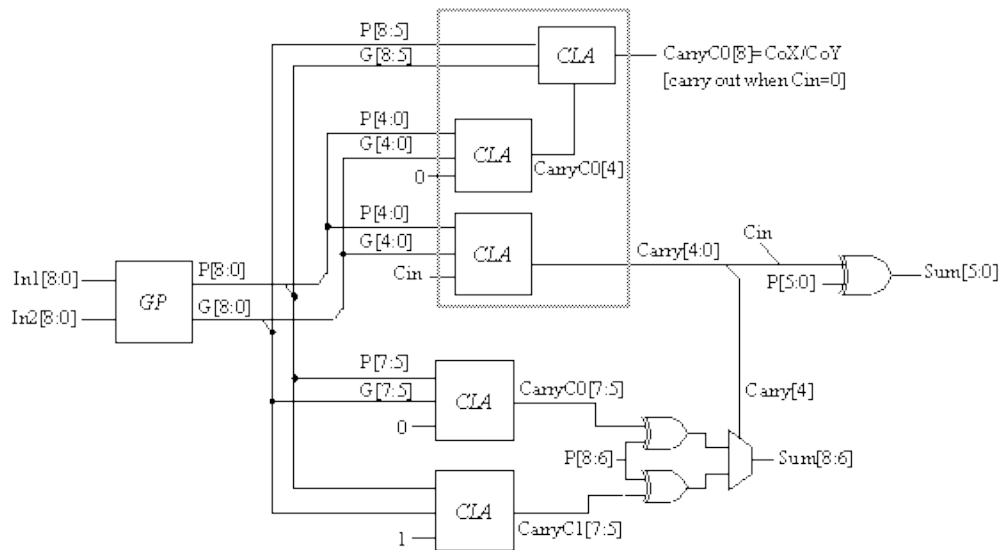 P[8:5]
G[8:5]
CLA
CarryC0[8]=CoX/CoY
[carry out when Cin=0]
P[4:0]
G[4:0]
0
CLA
CarryC0[4]
P[4:0]
G[4:0]
Cin
CLA
Carry[4:0]
Cin
P[5:0]
Sum[5:0]
In1[8:0]
In2[8:0]
GP
P[8:0]
G[8:0]
P[7:5]
G[7:5]
0
CLA
CarryC0[7:5]
Carry[4]
P[8:6]
Sum[8:6]
1
CLA
CarryC1[7:5]